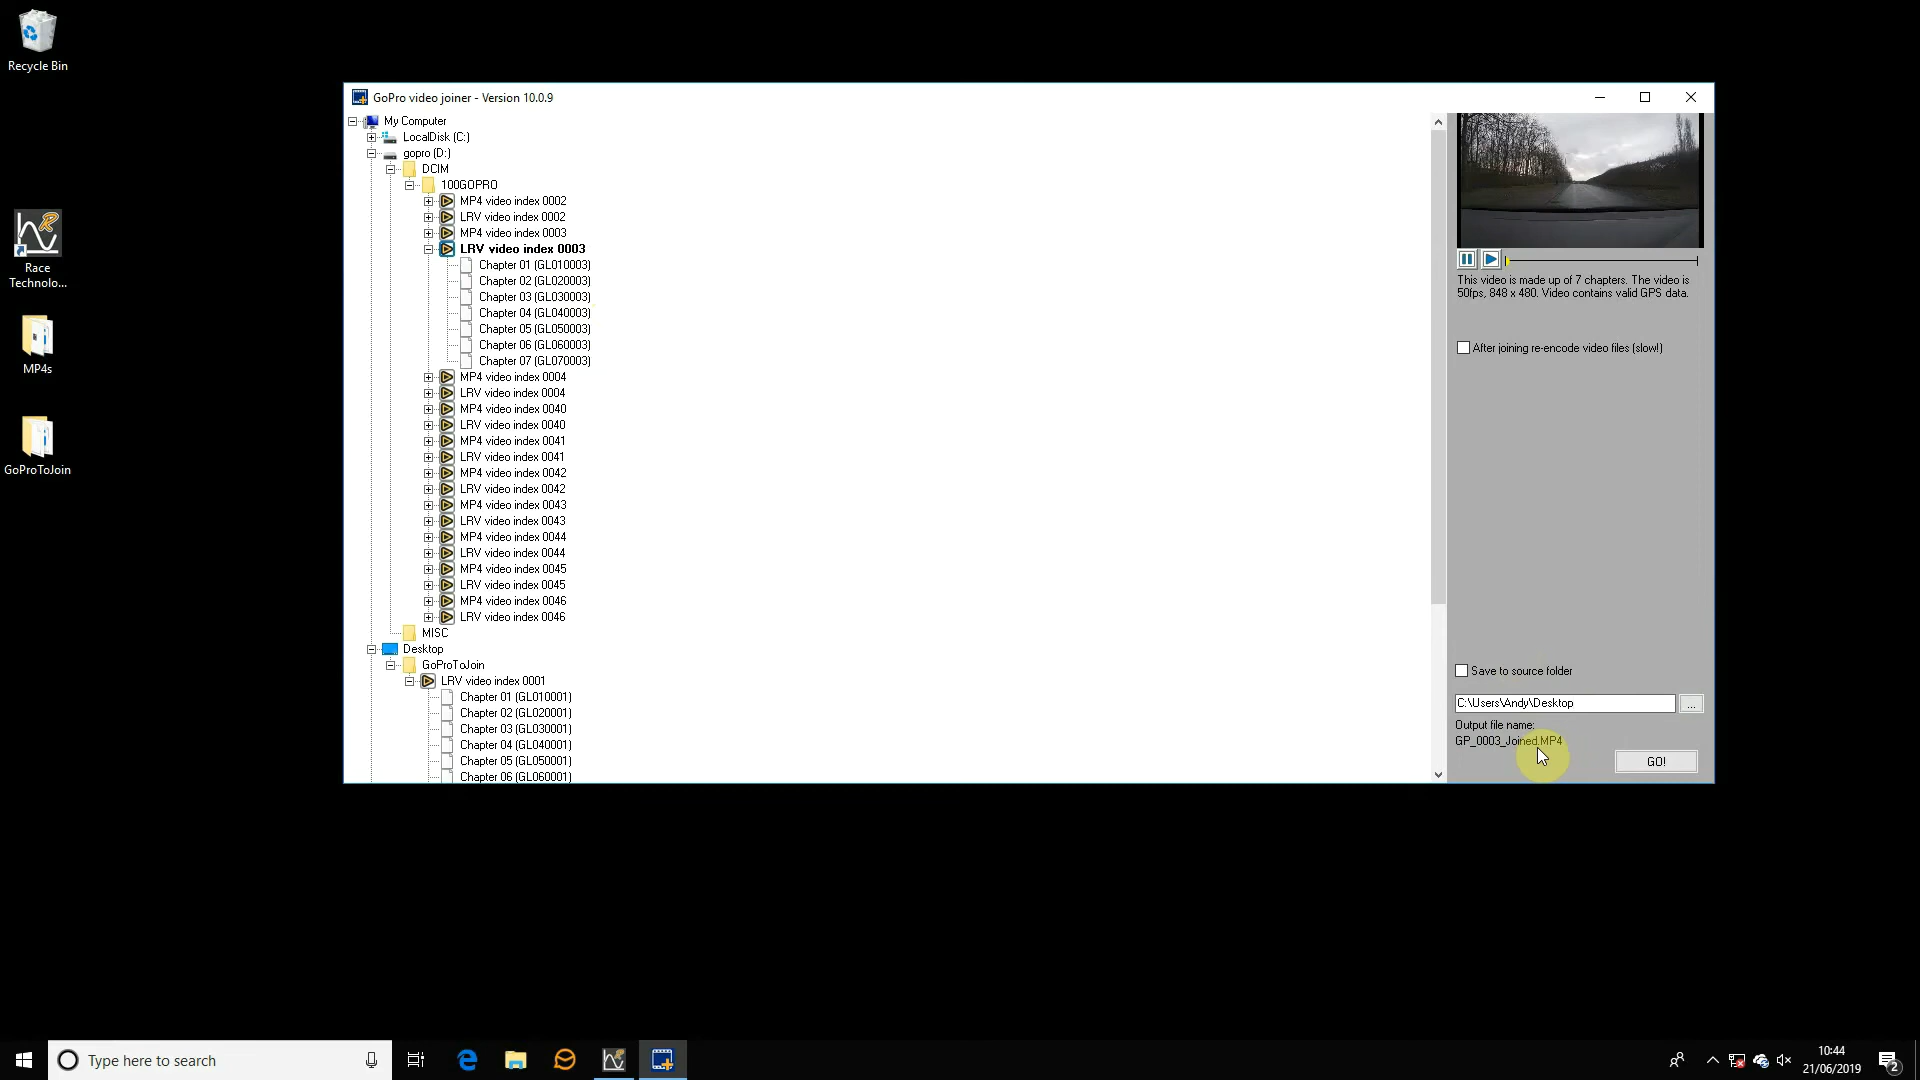 Recycle Bin
Race
Technolo...
MP4s
GoProToJoin
GoPro video joiner - Version 10.0.9
My Computer
LocalDisk (C:)
gopro (D:)
DCIM
100GOPRO
MP4 video index 0002
LRV video index 0002
MP4 video index 0003
LRV video index 0003
Chapter 01 (GL010003)
Chapter 02 (GL020003)
Chapter 03 (GL030003)
Chapter 04 (GL040003)
Chapter 05 (GL050003)
Chapter 06 (GL060003)
Chapter 07 (GL070003)
MP4 video index 0004
LRV video index 0004
MP4 video index 0040
LRV video index 0040
MP4 video index 0041
LRV video index 0041
MP4 video index 0042
LRV video index 0042
MP4 video index 0043
LRV video index 0043
MP4 video index 0044
LRV video index 0044
MP4 video index 0045
LRV video index 0045
MP4 video index 0046
LRV video index 0046
MISC
Desktop
GoProToJoin
LRV video index 0001
Chapter 01 (GL010001)
Chapter 02 (GL020001)
Chapter 03 (GL030001)
Chapter 04 (GL040001)
Chapter 05 (GL050001)
Chapter 06 (GL060001)
This video is made up of 7 chapters. The video is
50fps, 848 x 480. Video contains valid GPS data.
After joining re-encode video files (slow!)
Save to source folder
C:\Users\Andy\Desktop
...
Output file name:
GP_0003_Joined.MP4
GO!
Type here to search
10:44
21/06/2019
2